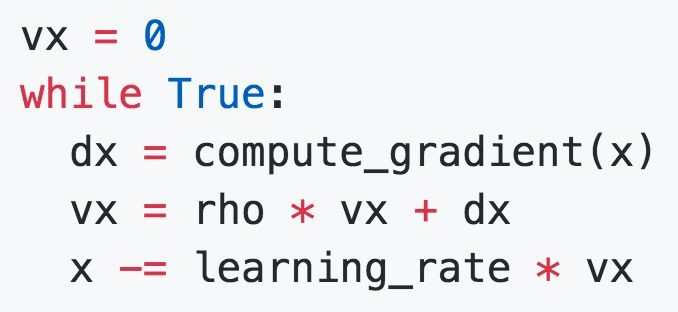 vx = 0
while True:
  dx = compute_gradient(x)
  vx = rho * vx + dx
  x -= learning_rate * vx